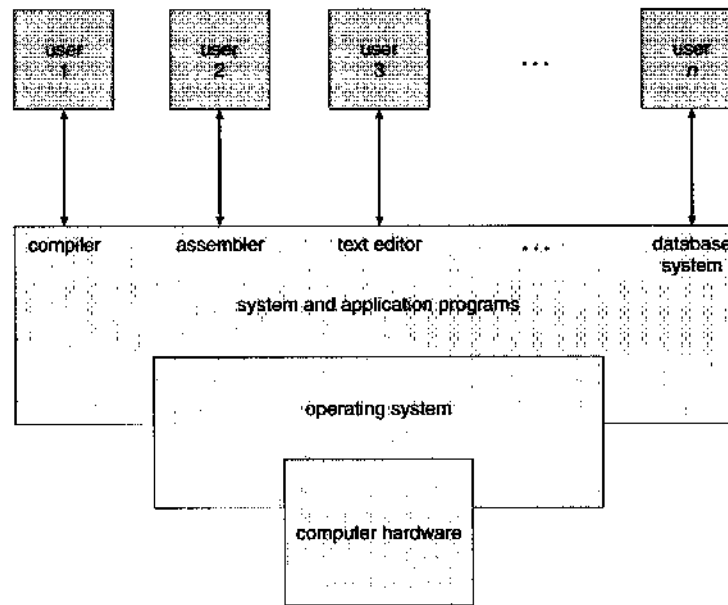 user
1
user
2
user
3
...
user
n
compiler
assembler
text editor
...
database
system
system and application programs
operating system
computer hardware